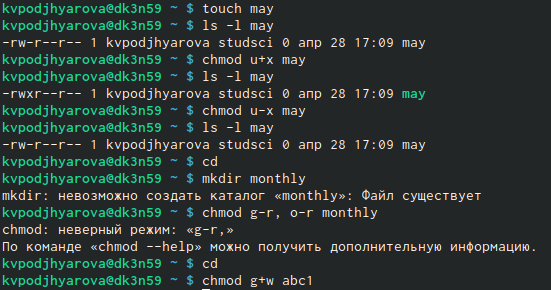 kvpodjhyarova@dk3n59 ~ $ touch may
kvpodjhyarova@dk3n59 ~ $ ls -l may
-rw-r--r-- 1 kvpodjhyarova studsci 0 апр 28 17:09 may
kvpodjhyarova@dk3n59 ~ $ chmod u+x may
kvpodjhyarova@dk3n59 ~ $ ls -l may
-rwxr--r-- 1 kvpodjhyarova studsci 0 апр 28 17:09 may
kvpodjhyarova@dk3n59 ~ $ chmod u-x may
kvpodjhyarova@dk3n59 ~ $ ls -l may
-rw-r--r-- 1 kvpodjhyarova studsci 0 апр 28 17:09 may
kvpodjhyarova@dk3n59 ~ $ cd
kvpodjhyarova@dk3n59 ~ $ mkdir monthly
mkdir: невозможно создать каталог «monthly»: Файл существует
kvpodjhyarova@dk3n59 ~ $ chmod g-r, o-r monthly
chmod: неверный режим: «g-r,»
По команде «chmod --help» можно получить дополнительную информацию.
kvpodjhyarova@dk3n59 ~ $ cd
kvpodjhyarova@dk3n59 ~ $ chmod g+w abc1